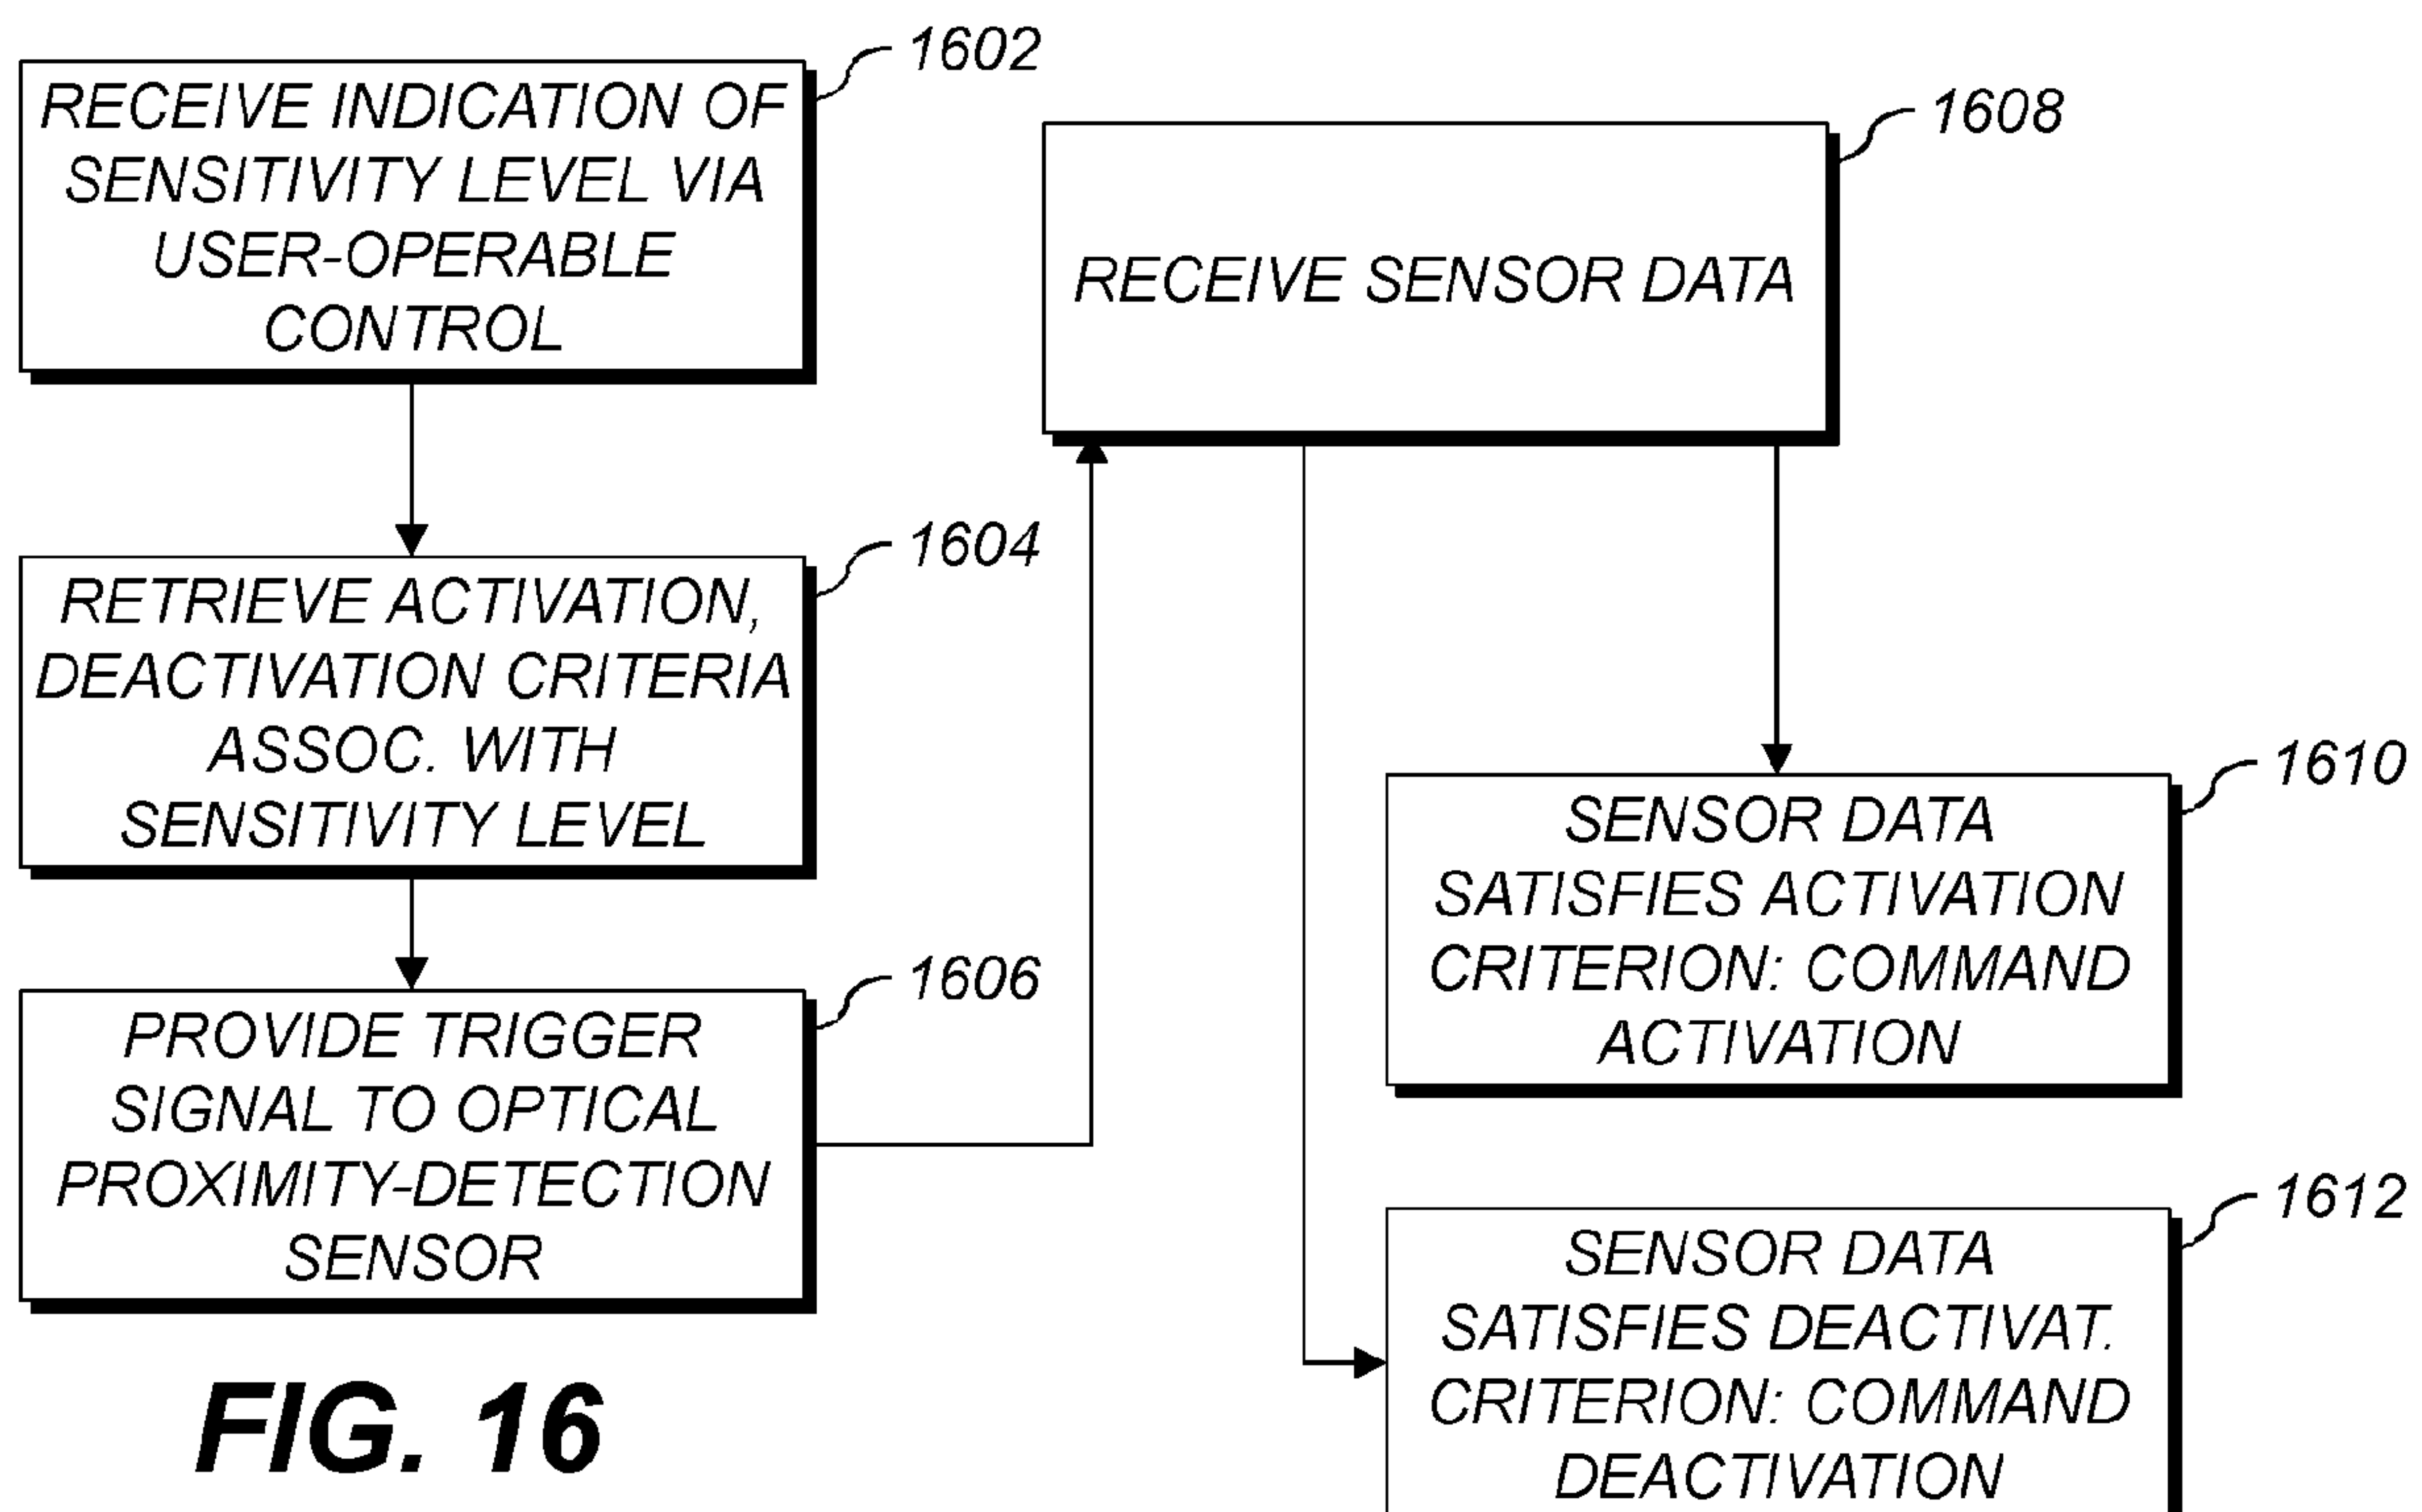 1602
RECEIVE INDICATION OF
SENSITIVITY LEVEL VIA
USER-OPERABLE
CONTROL
1604
RETRIEVE ACTIVATION,
DEACTIVATION CRITERIA
ASSOC. WITH
SENSITIVITY LEVEL
1606
PROVIDE TRIGGER
SIGNAL TO OPTICAL
PROXIMITY-DETECTION
SENSOR
1608
RECEIVE SENSOR DATA
1610
SENSOR DATA
SATISFIES ACTIVATION
CRITERION: COMMAND
ACTIVATION
1612
SENSOR DATA
SATISFIES DEACTIVAT.
CRITERION: COMMAND
DEACTIVATION
FIG. 16